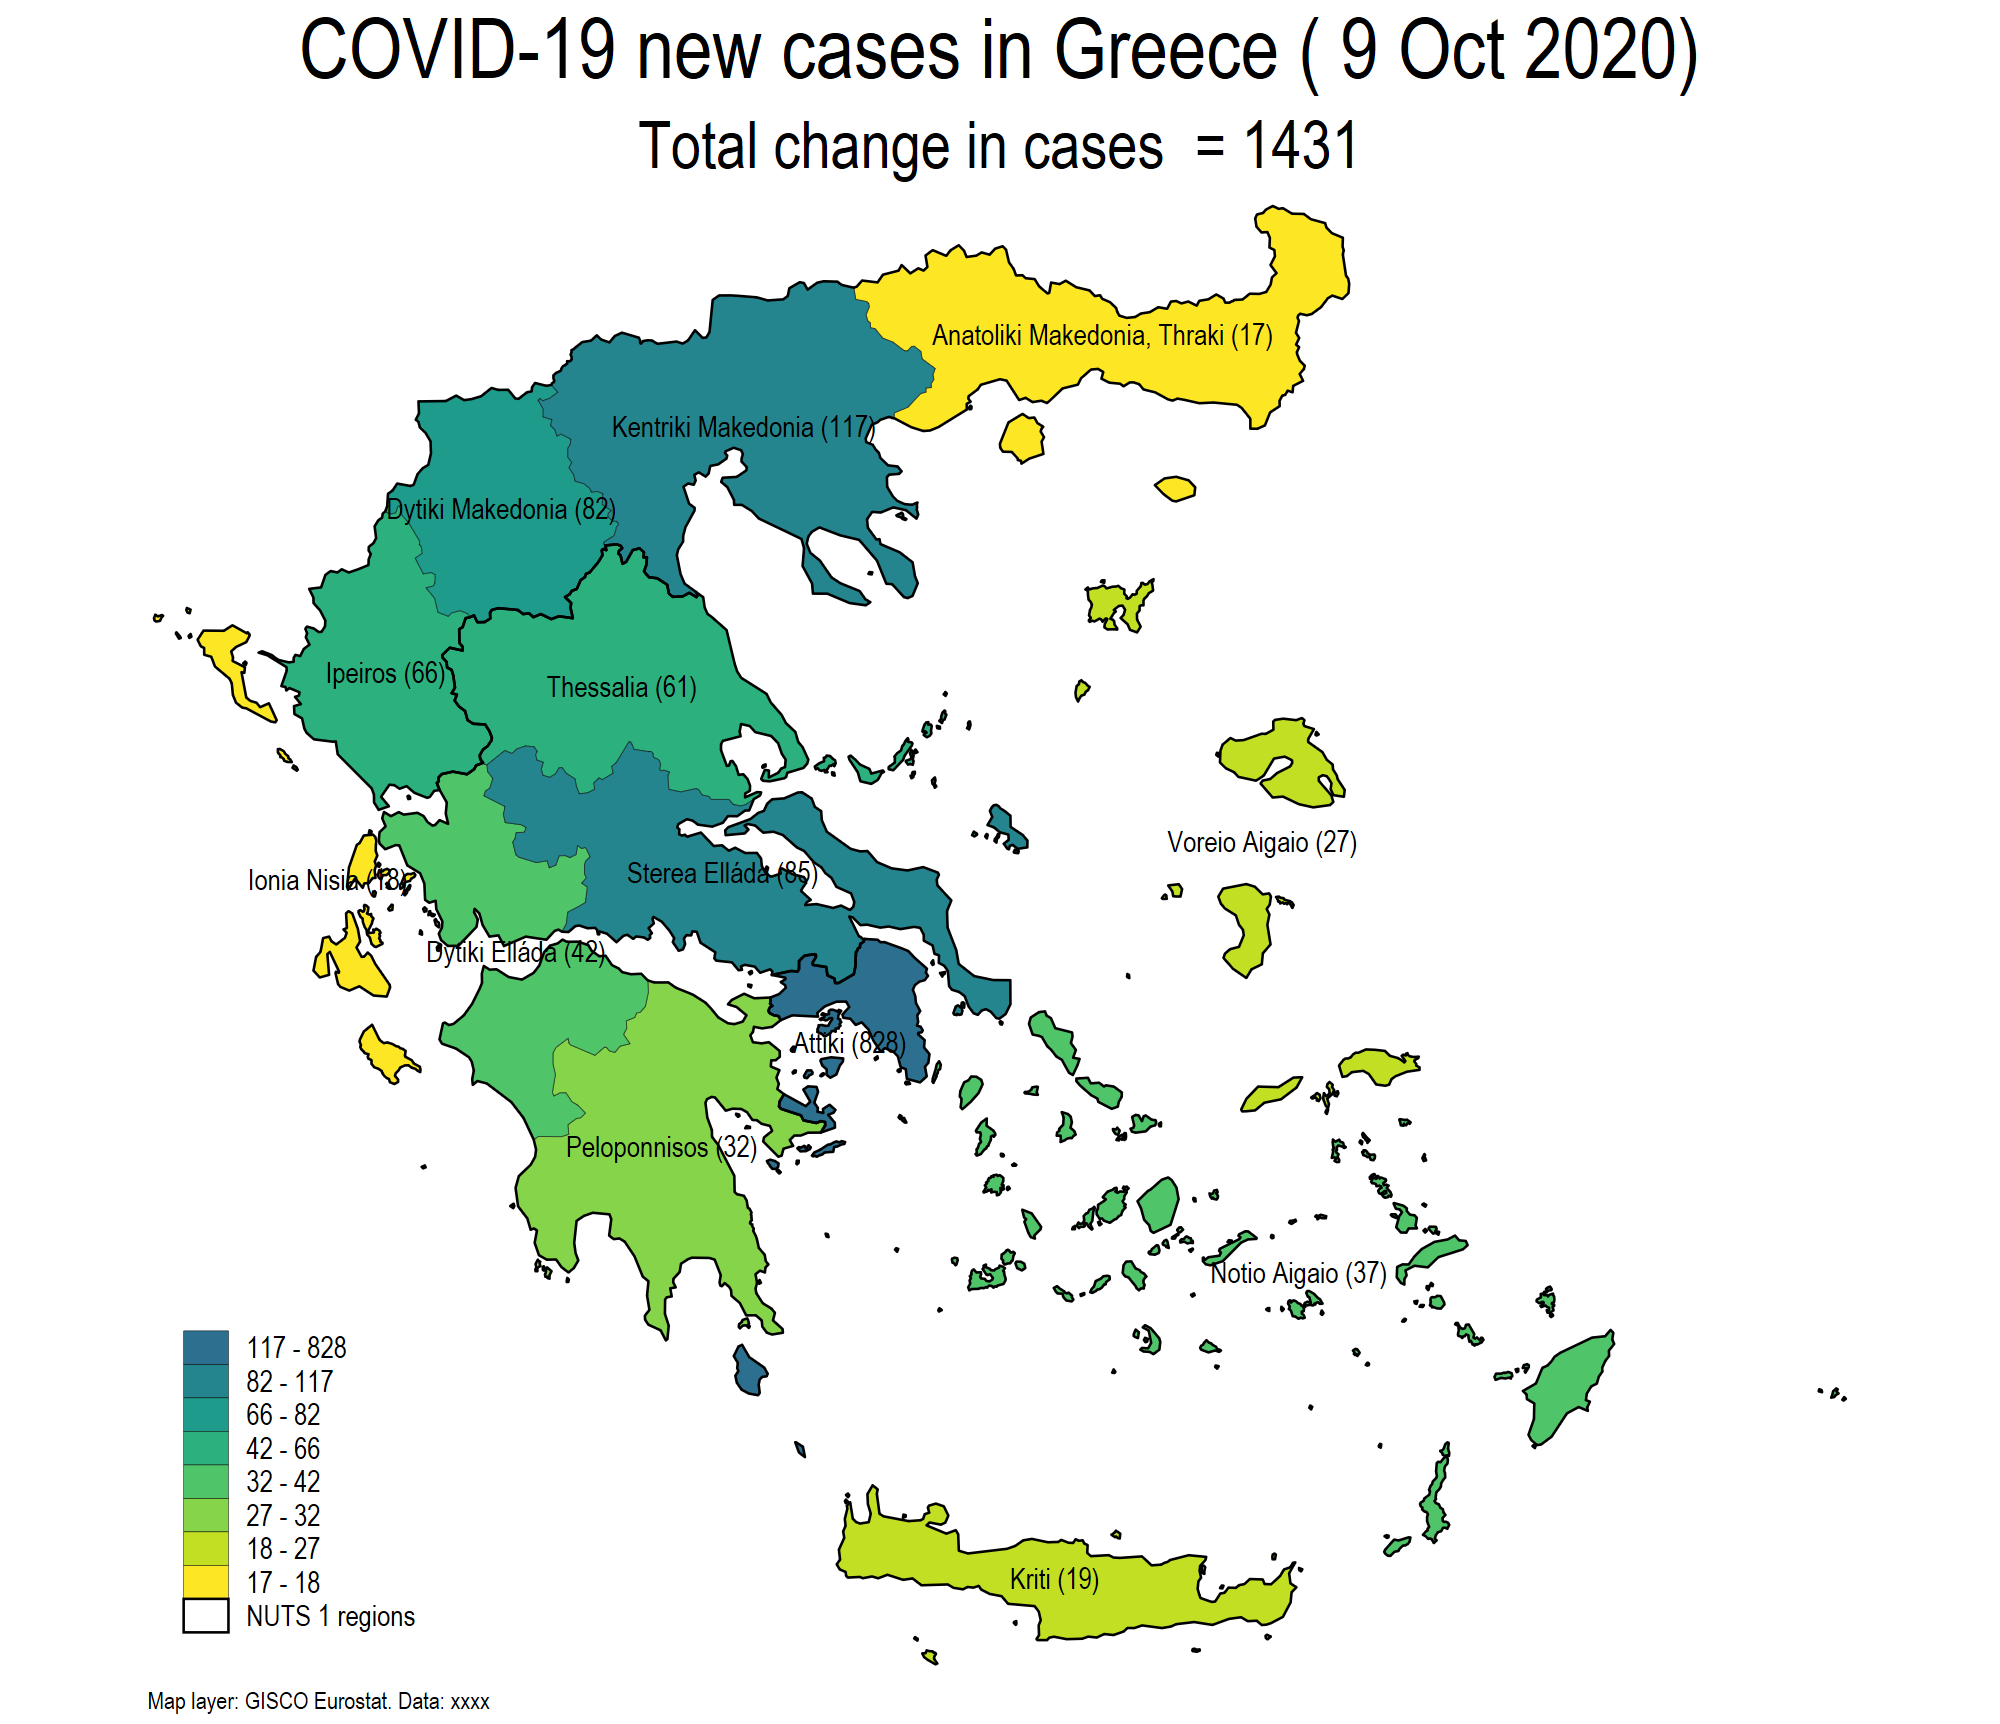 COVID-19 new cases in Greece ( 9 Oct 2020)
Total change in cases  = 1431
Anatoliki Makedonia, Thraki (17)
Kentriki Makedonia (117)
Dytiki Makedonia (82)
Ipeiros (66)
Thessalia (61)
Voreio Aigaio (27)
Sterea Elláda (85)
Ionia Nisia (18)
Dytiki Elláda (42)
Attiki (828)
Peloponnisos (32)
Notio Aigaio (37)
Kriti (19)
117 - 828
82 - 117
66 - 82
42 - 66
32 - 42
27 - 32
18 - 27
17 - 18
NUTS 1 regions
Map layer: GISCO Eurostat. Data: xxxx